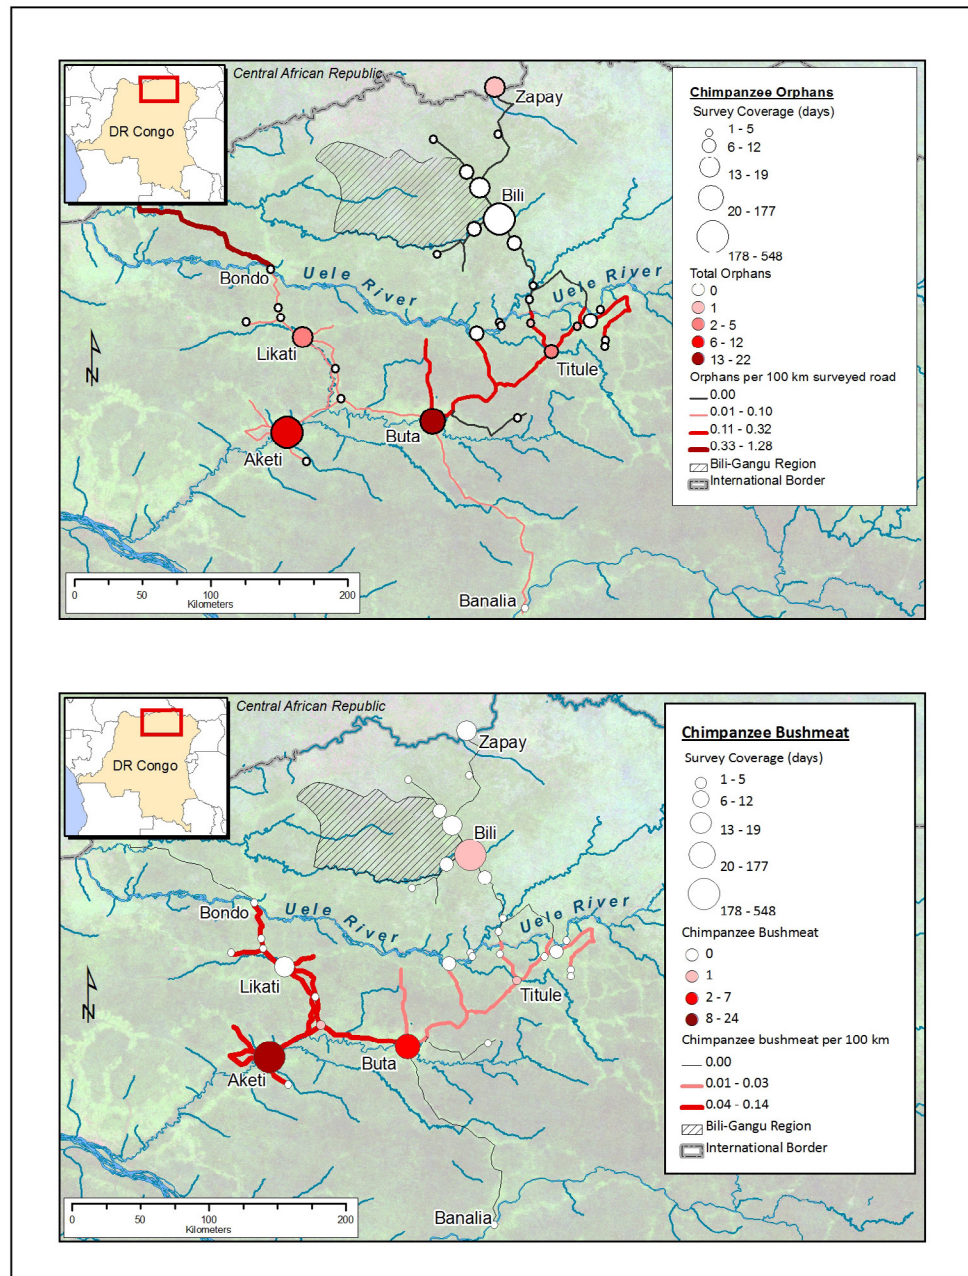 Central African Republic
DR Congo
Zapay
Bili
Bondo
Uele River
Uele River
Likati
Titule
Aketi
Buta
Banalia
N
0 50 100 200
Kilometers
Chimpanzee Orphans
Survey Coverage (days)
1 - 5
6 - 12
13 - 19
20 - 177
178 - 548
Total Orphans
0
1
2 - 5
6 - 12
13 - 22
Orphans per 100 km surveyed road
0.00
0.01 - 0.10
0.11 - 0.32
0.33 - 1.28
Bili-Gangu Region
International Border
Central African Republic
DR Congo
Zapay
Bili
Bondo
Uele River
Uele River
Likati
Titule
Aketi
Buta
Banalia
N
0 50 100 200
Kilometers
Chimpanzee Bushmeat
Survey Coverage (days)
1 - 5
6 - 12
13 - 19
20 - 177
178 - 548
Chimpanzee Bushmeat
0
1
2 - 7
8 - 24
Chimpanzee bushmeat per 100 km
0.00
0.01 - 0.03
0.04 - 0.14
Bili-Gangu Region
International Border